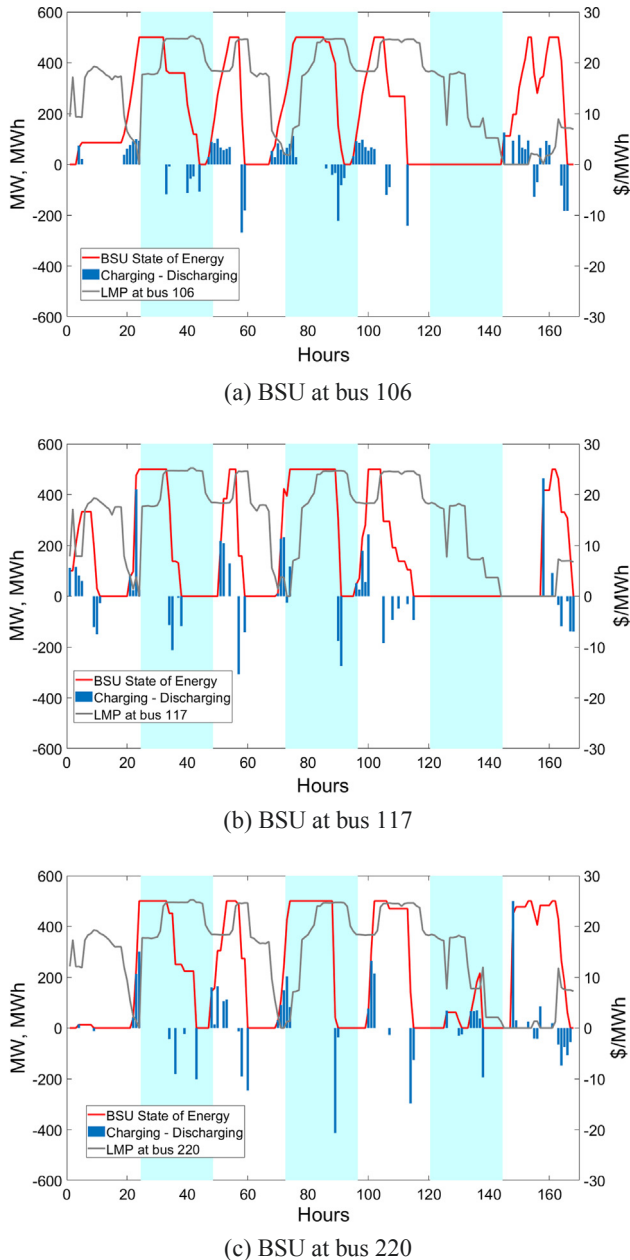 600
400
200
0
-200
-400
-600
MW, MWh
30
20
10
0
-10
-20
-30
$/MWh
BSU State of Energy
Charging - Discharging
LMP at bus 106
0 20 40 60 80 100 120 140 160
Hours
(a) BSU at bus 106
600
400
200
0
-200
-400
-600
MW, MWh
30
20
10
0
-10
-20
-30
$/MWh
BSU State of Energy
Charging - Discharging
LMP at bus 117
0 20 40 60 80 100 120 140 160
Hours
(b) BSU at bus 117
600
400
200
0
-200
-400
-600
MW, MWh
30
20
10
0
-10
-20
-30
$/MWh
BSU State of Energy
Charging - Discharging
LMP at bus 220
0 20 40 60 80 100 120 140 160
Hours
(c) BSU at bus 220